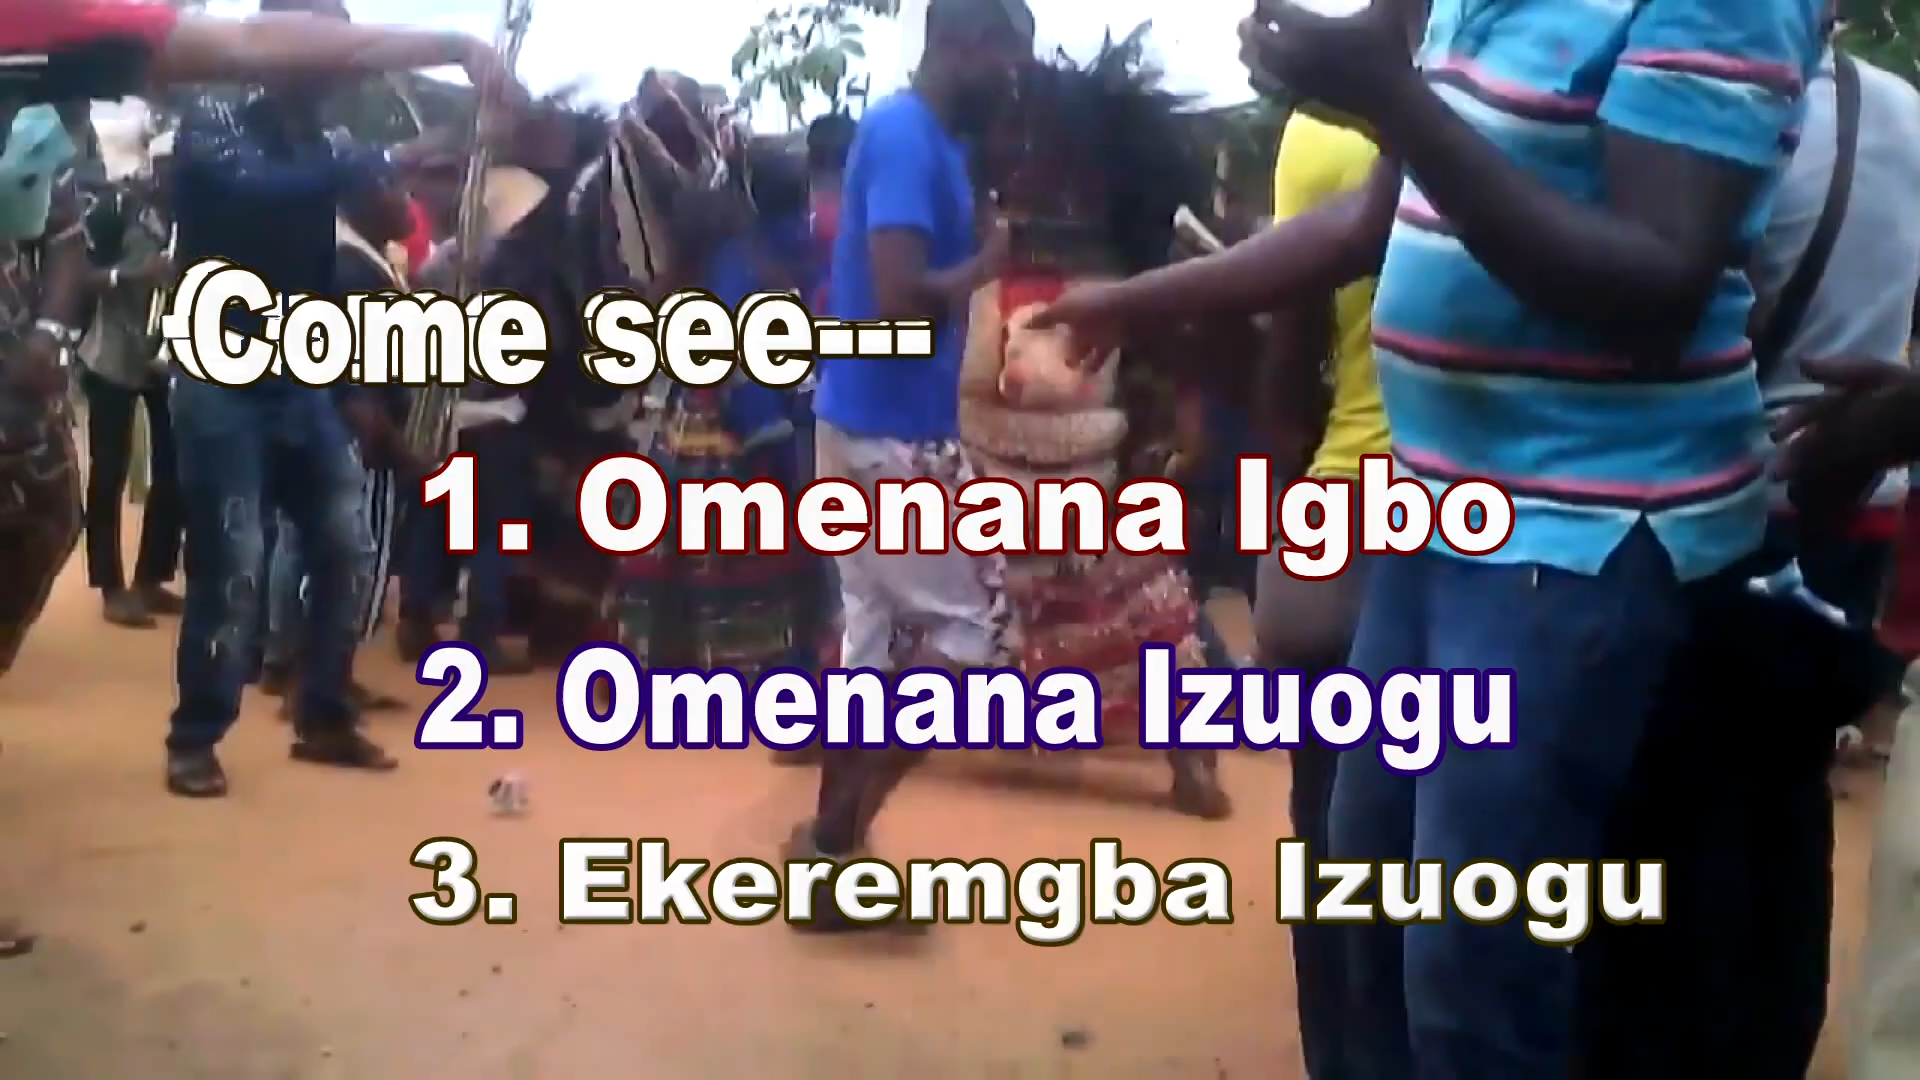 Come see---
1. Omenana Igbo
2. Omenana Izuogu
3. Ekeremgba Izuogu